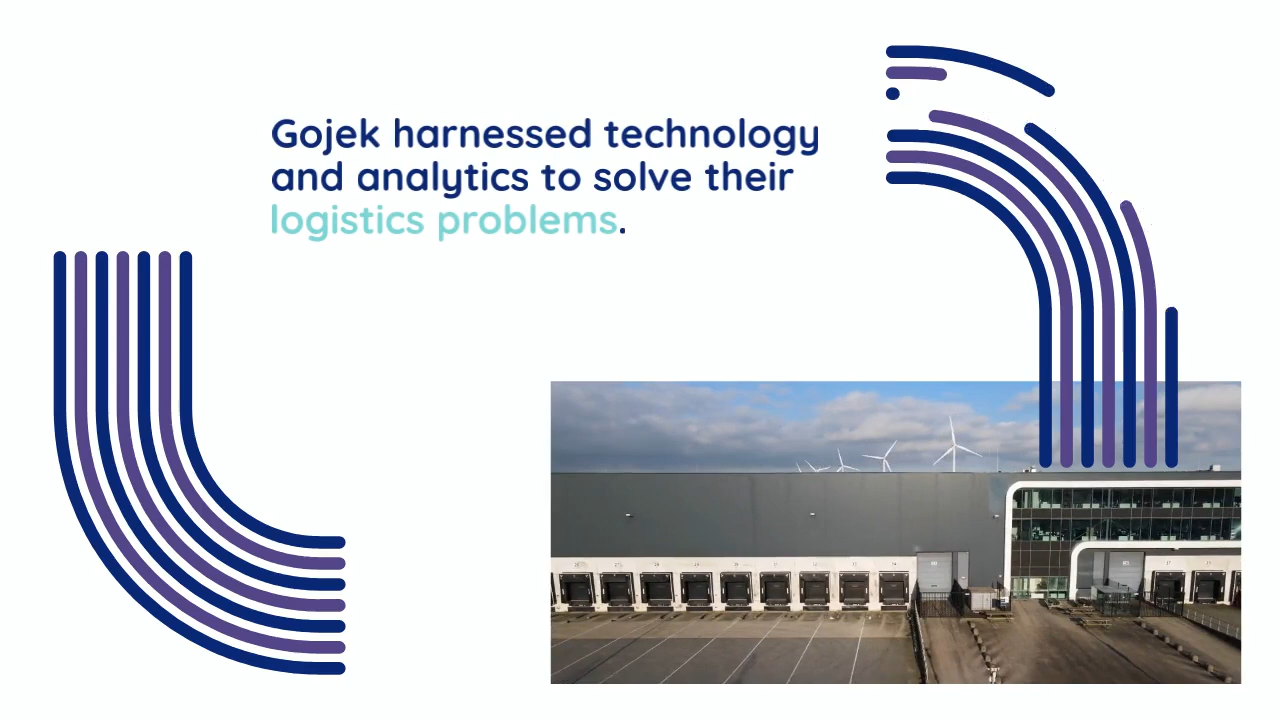 Gojek harnessed technology
and analytics to solve their
logistics problems.